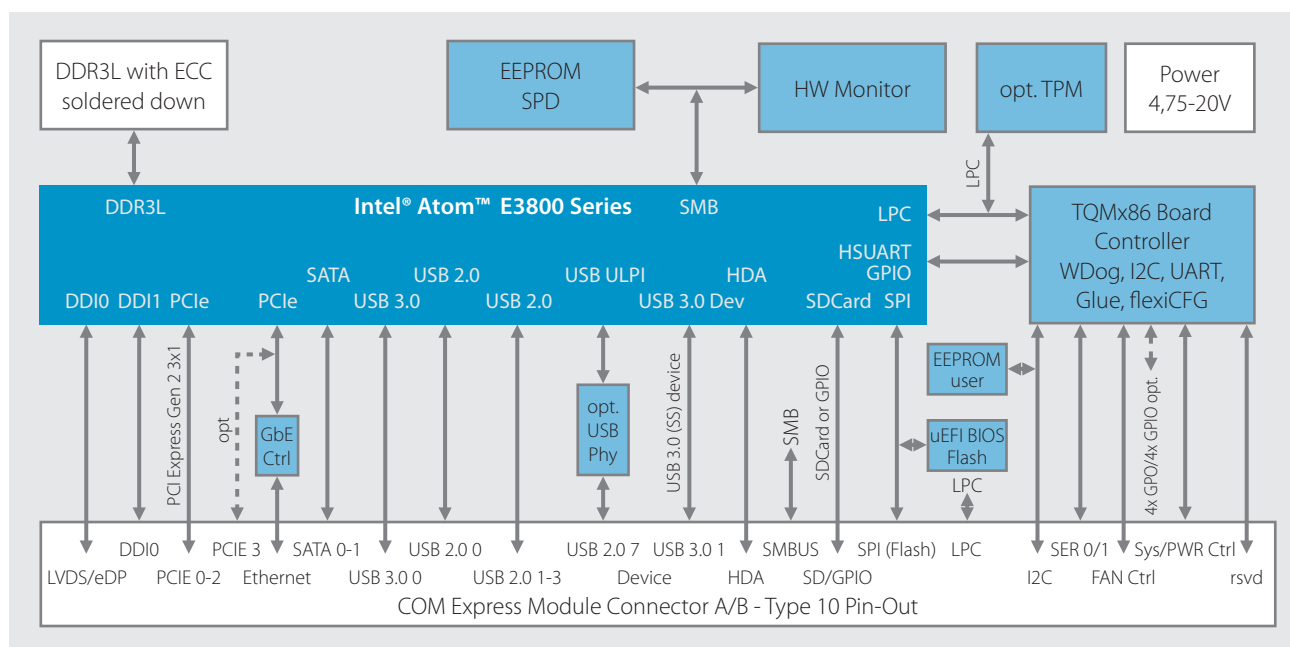 DDR3L with ECC
soldered down
EEPROM
SPD
HW Monitor
opt. TPM
Power
4,75-20V
LPC
DDR3L
Intel® Atom™ E3800 Series
SMB
LPC
HSUART
GPIO
SATA
USB 2.0
USB ULPI
HDA
DDI0
DDI1
PCIe
PCIe
USB 3.0
USB 2.0
USB 3.0 Dev
SDCard
SPI
TQMx86 Board
Controller
WDog, I2C, UART,
Glue, flexiCFG
PCI Express Gen 2 3x1
opt
GbE
Ctrl
opt.
USB
Phy
USB 3.0 (SS) device
SMB
SDCard or GPIO
EEPROM
user
uEFI BIOS
Flash
LPC
4x GPO/4x GPIO opt.
DDI0
PCIE 3
SATA 0-1
USB 2.0 0
USB 2.0 7
USB 3.0 1
SMBUS
SPI (Flash)
LPC
SER 0/1
Sys/PWR Ctrl
LVDS/eDP
PCIE 0-2
Ethernet
USB 3.0 0
USB 2.0 1-3
Device
HDA
SD/GPIO
I2C
FAN Ctrl
rsvd
COM Express Module Connector A/B - Type 10 Pin-Out